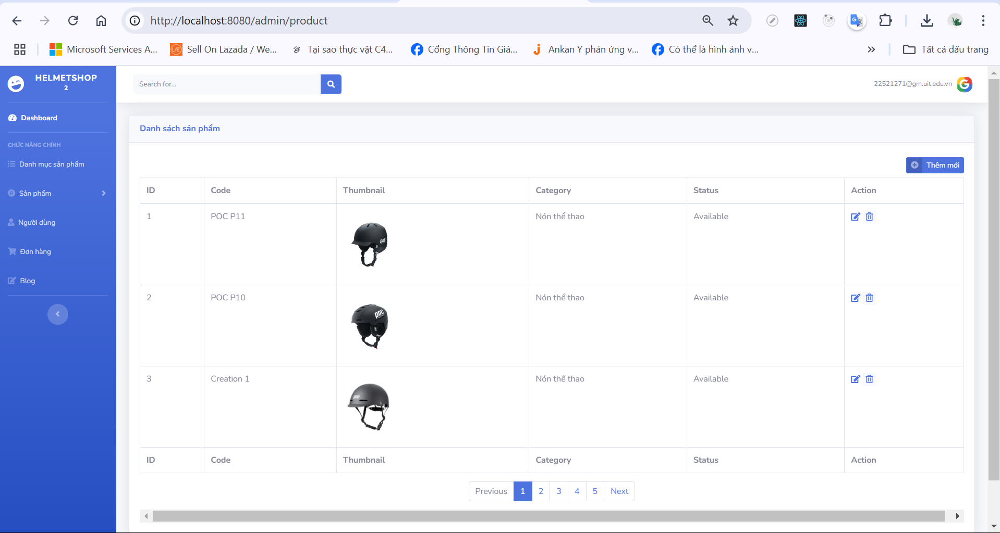 http://localhost:8080/admin/product
Microsoft Services A...
Sell On Lazada / We...
Tại sao thực vật C4...
Cổng Thông Tin Giá...
Ankan Y phản ứng v...
Có thể là hình ảnh v...
Tất cả dấu trang
HELMETSHOP
2
Search for...
22521271@gm.uit.edu.vn
Dashboard
CHỨC NĂNG CHÍNH
Danh mục sản phẩm
Sản phẩm
Người dùng
Đơn hàng
Blog
Danh sách sản phẩm
Thêm mới
ID Code Thumbnail Category Status Action
1 POC P11 Nón thể thao Available
poc
2 POC P10 Nón thể thao Available
poc
3 Creation 1 Nón thể thao Available
poc
ID Code Thumbnail Category Status Action
Previous 1 2 3 4 5 Next